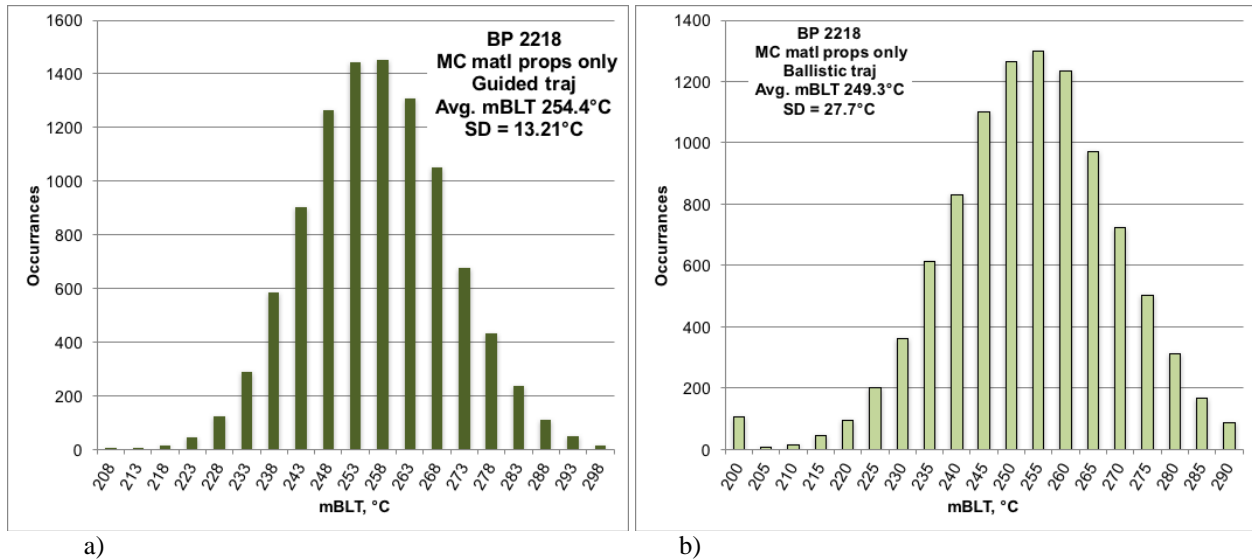 1600
1400
1200
1000
800
600
400
200
0
Occurrances
BP 2218
MC matl props only
Guided traj
Avg. mBLT 254.4°C
SD = 13.21°C
208 213 218 223 228 233 238 243 248 253 258 263 268 273 278 283 288 293 298
mBLT, °C
a)
1400
1200
1000
800
600
400
200
0
Occurrances
BP 2218
MC matl props only
Ballistic traj
Avg. mBLT 249.3°C
SD = 27.7°C
200 205 210 215 220 225 230 235 240 245 250 255 260 265 270 275 280 285 290
mBLT, °C
b)